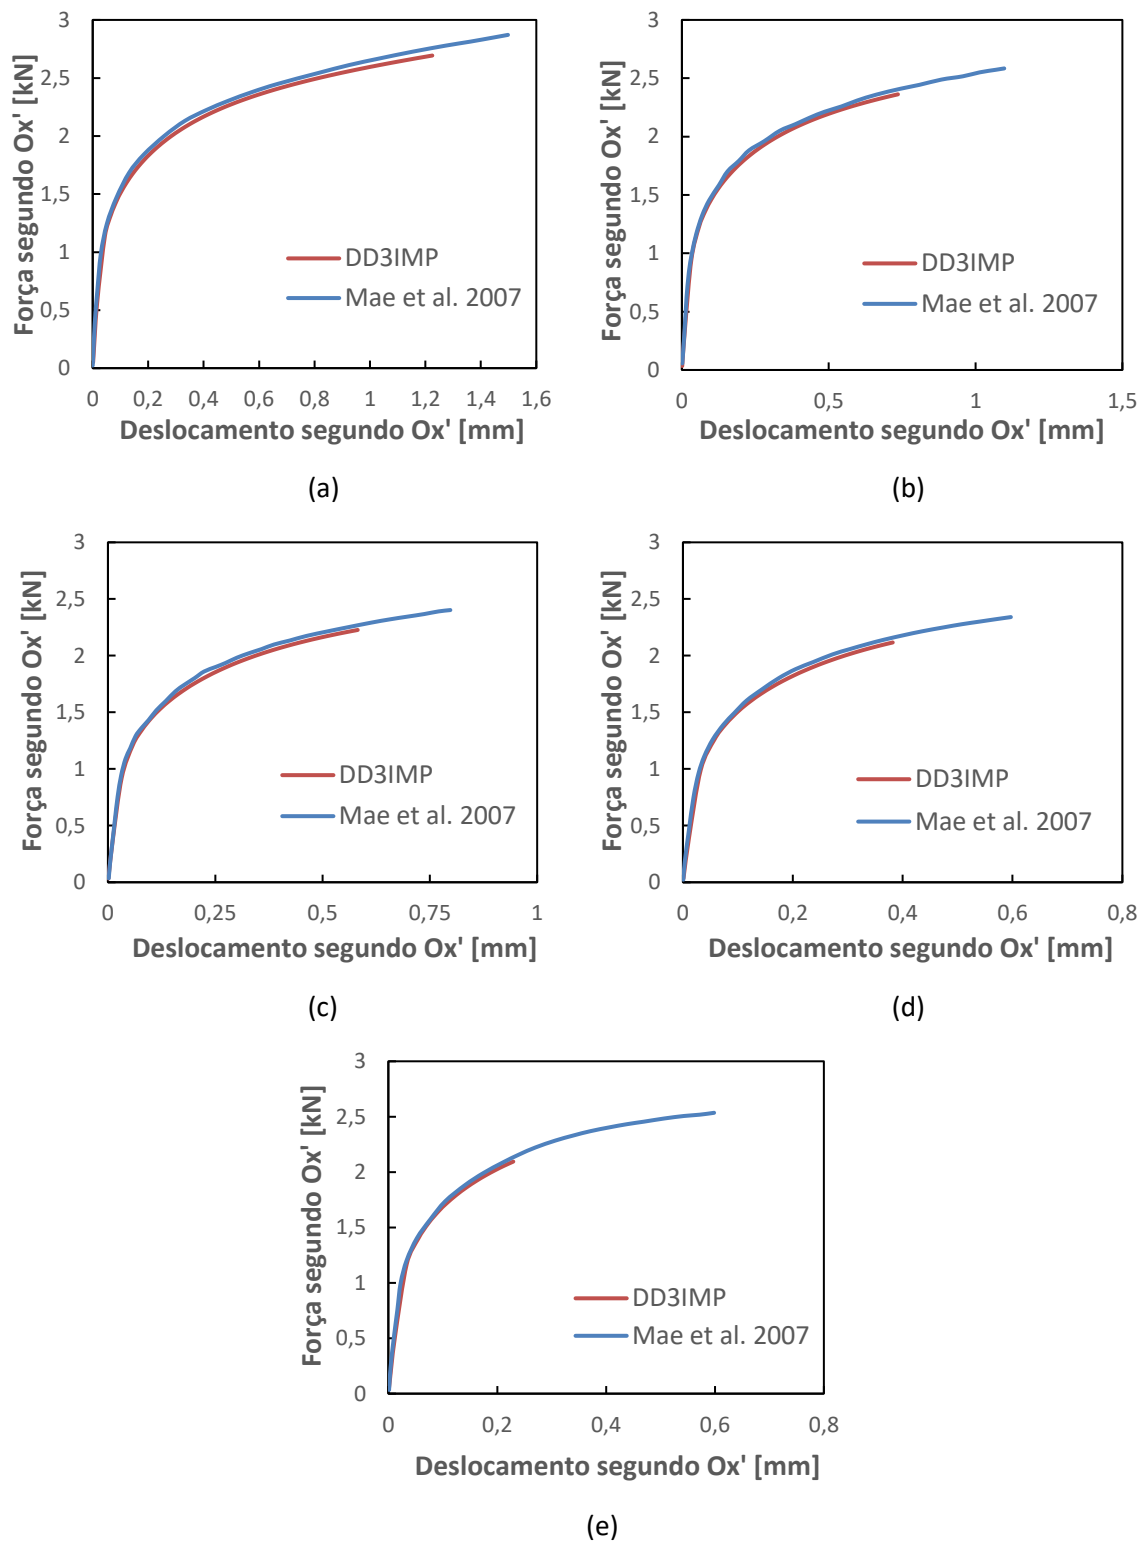 3
2,5
2
1,5
1
0,5
0
Força segundo Ox' [kN]
DD3IMP
Mae et al. 2007
0 0,2 0,4 0,6 0,8 1 1,2 1,4 1,6
Deslocamento segundo Ox' [mm]
(a)
3
2,5
2
1,5
1
0,5
0
Força segundo Ox' [kN]
DD3IMP
Mae et al. 2007
0 0,5 1 1,5
Deslocamento segundo Ox' [mm]
(b)
3
2,5
2
1,5
1
0,5
0
Força segundo Ox' [kN]
DD3IMP
Mae et al. 2007
0 0,25 0,5 0,75 1
Deslocamento segundo Ox' [mm]
(c)
3
2,5
2
1,5
1
0,5
0
Força segundo Ox' [kN]
DD3IMP
Mae et al. 2007
0 0,2 0,4 0,6 0,8
Deslocamento segundo Ox' [mm]
(d)
3
2,5
2
1,5
1
0,5
0
Força segundo Ox' [kN]
DD3IMP
Mae et al. 2007
0 0,2 0,4 0,6 0,8
Deslocamento segundo Ox' [mm]
(e)